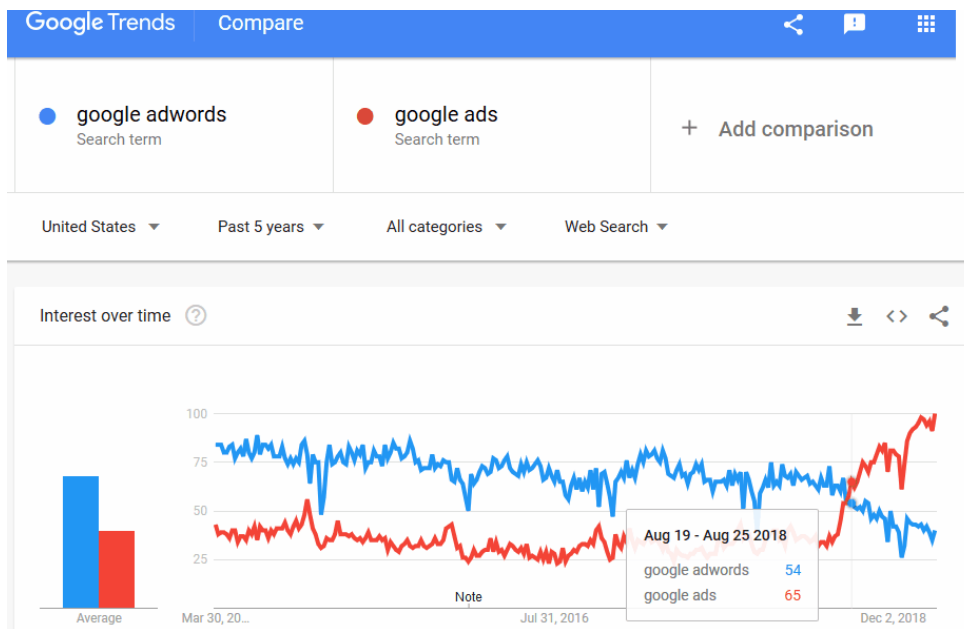 Google Trends Compare
google adwords
Search term
google ads
Search term
+ Add comparison
United States Past 5 years All categories Web Search
Interest over time ?
100
75
50
25
Average
Note
Mar 30, 20...
Jul 31, 2016
Dec 2, 2018
Aug 19 - Aug 25 2018
google adwords 54
google ads 65